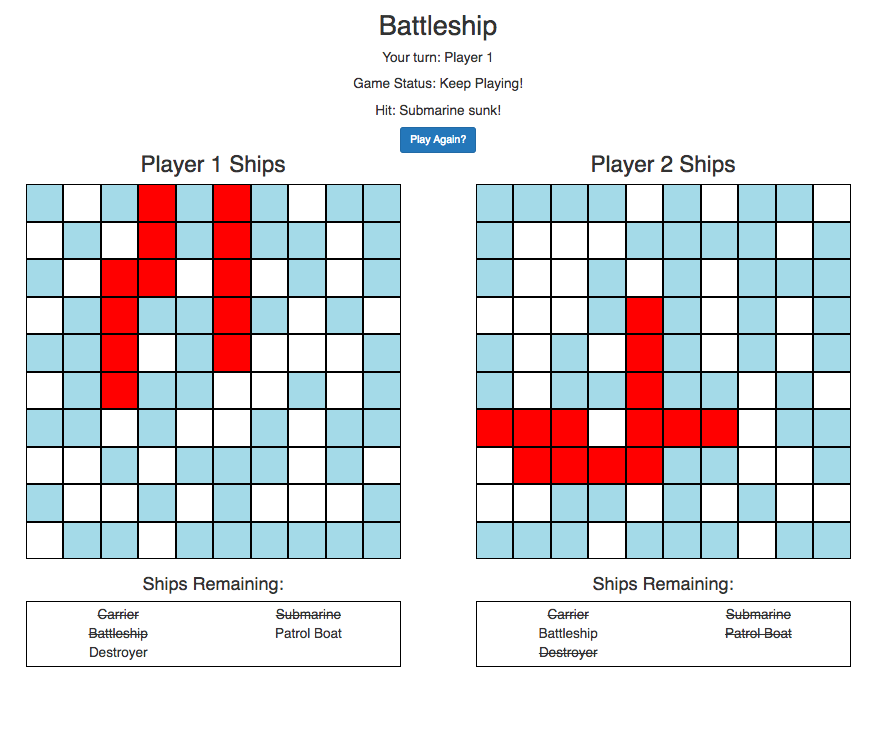 Battleship
Your turn: Player 1
Game Status: Keep Playing!
Hit: Submarine sunk!
Play Again?
Player 1 Ships
Player 2 Ships
Ships Remaining:
Carrier
Submarine
Battleship
Patrol Boat
Destroyer
Ships Remaining:
Carrier
Submarine
Battleship
Patrol Boat
Destroyer